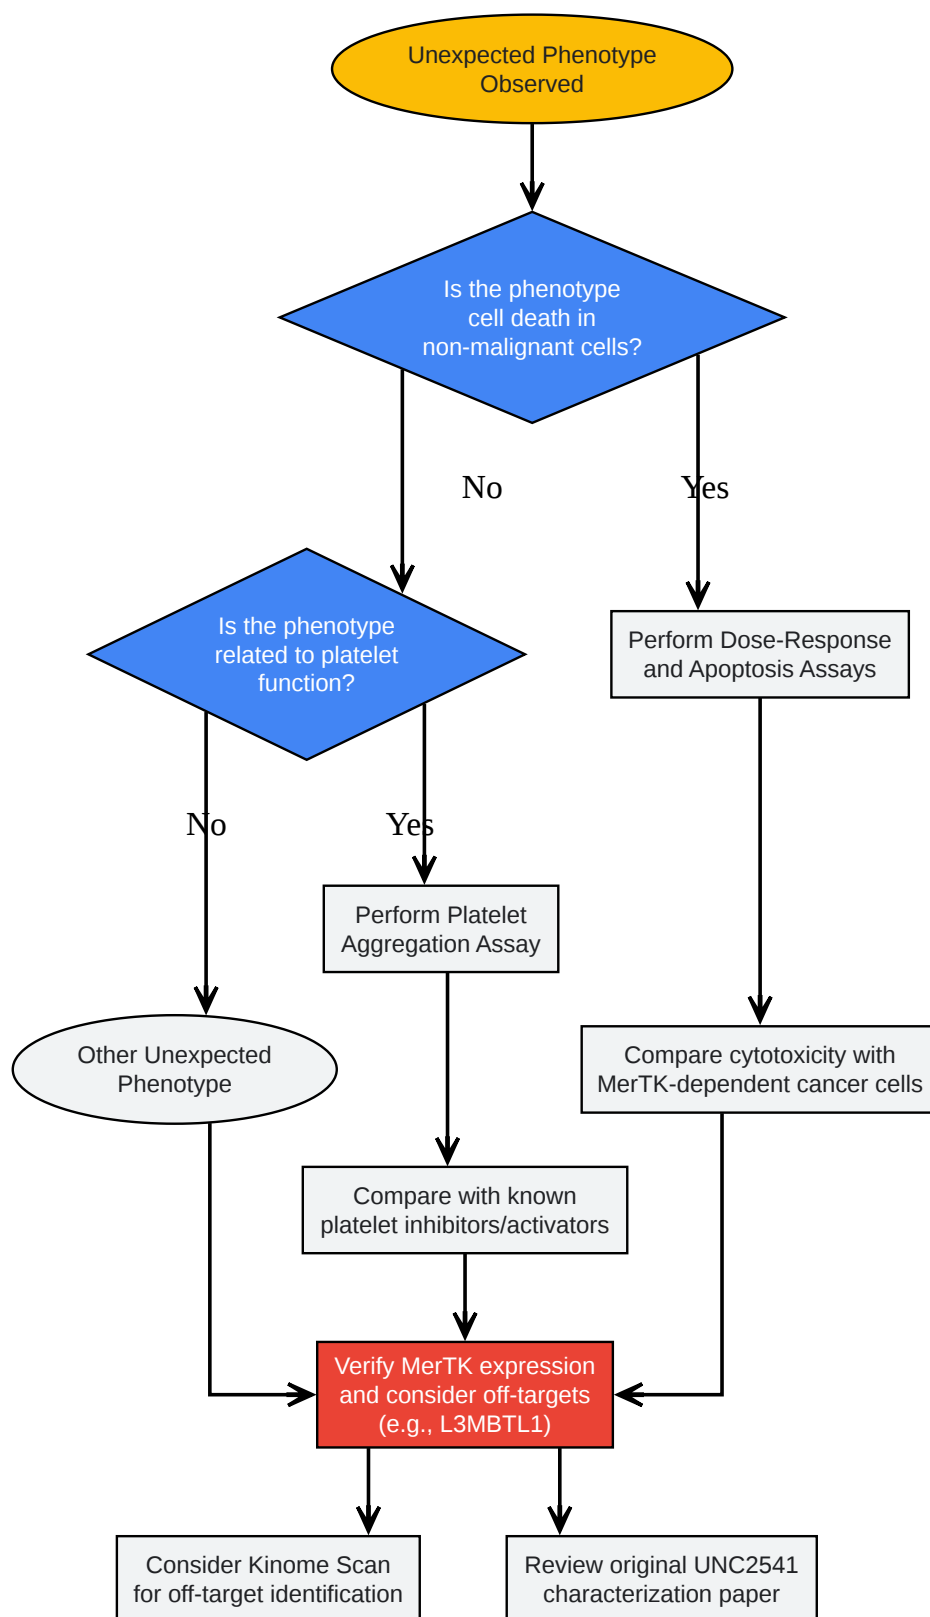 Unexpected Phenotype
Observed
Is the phenotype
cell death in
non-malignant cells?
No
Yes
Is the phenotype
related to platelet
function?
Perform Dose-Response
and Apoptosis Assays
No
Yes
Perform Platelet
Aggregation Assay
Other Unexpected
Phenotype
Compare cytotoxicity with
MerTK-dependent cancer cells
Compare with known
platelet inhibitors/activators
Verify MerTK expression
and consider off-targets
(e.g., L3MBTL1)
Consider Kinome Scan
for off-target identification
Review original UNC2541
characterization paper